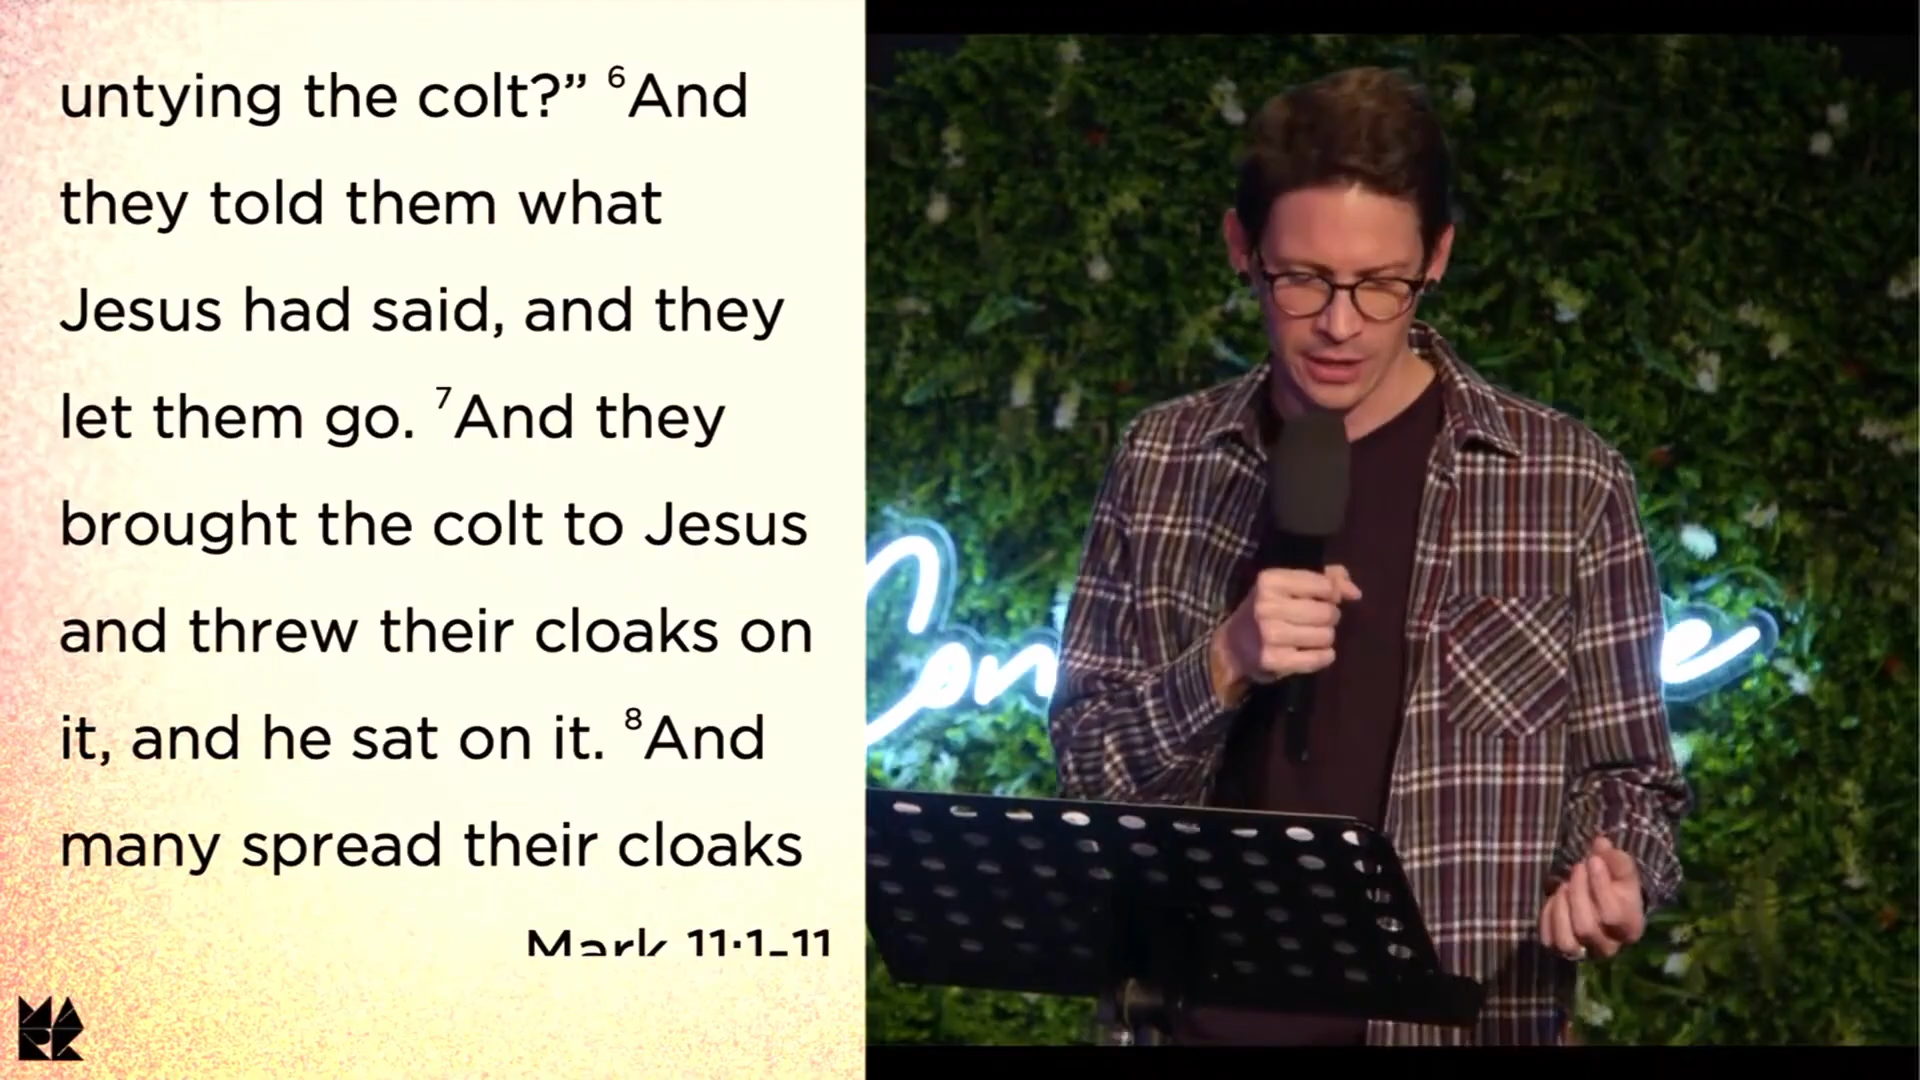 untying the colt?” ⁶And
they told them what
Jesus had said, and they
let them go. ⁷And they
brought the colt to Jesus
and threw their cloaks on
it, and he sat on it. ⁸And
many spread their cloaks
Mark 11:1-11
MARK
Con
e